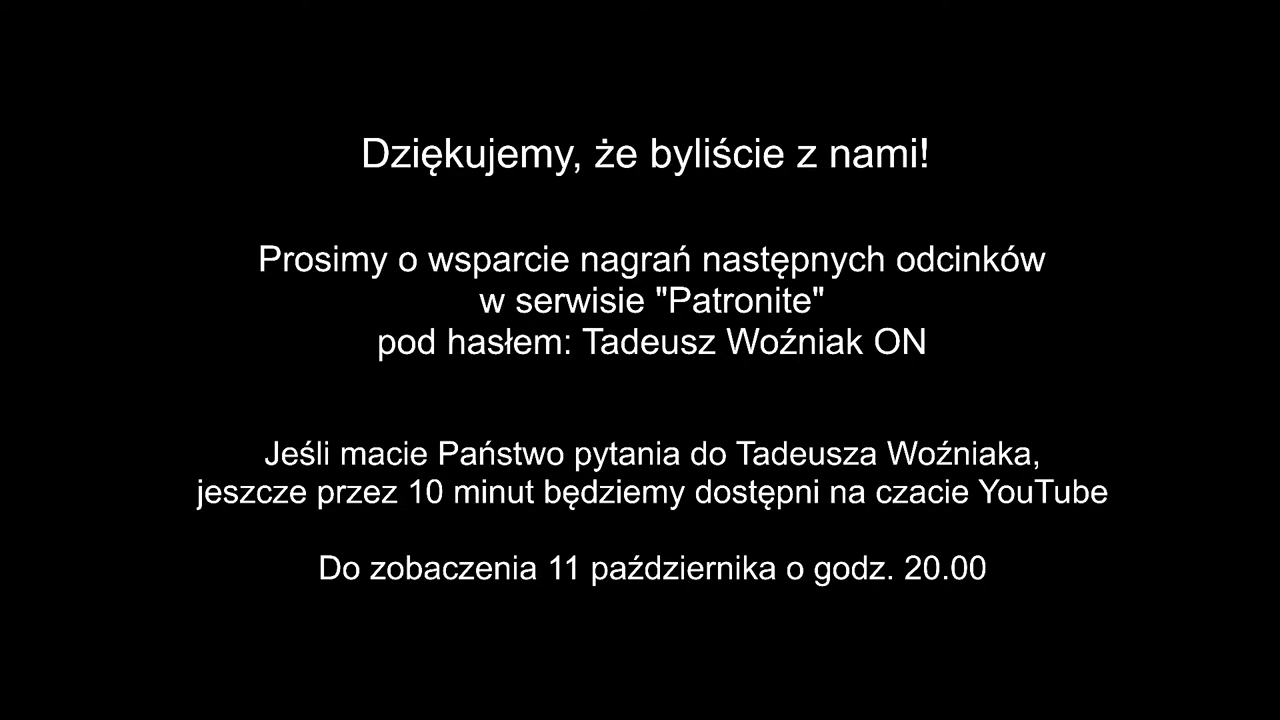 Dziękujemy, że byliście z nami!
Prosimy o wsparcie nagrań następnych odcinków
w serwisie "Patronite"
pod hasłem: Tadeusz Woźniak ON
Jeśli macie Państwo pytania do Tadeusza Woźniaka,
jeszcze przez 10 minut będziemy dostępni na czacie YouTube
Do zobaczenia 11 października o godz. 20.00